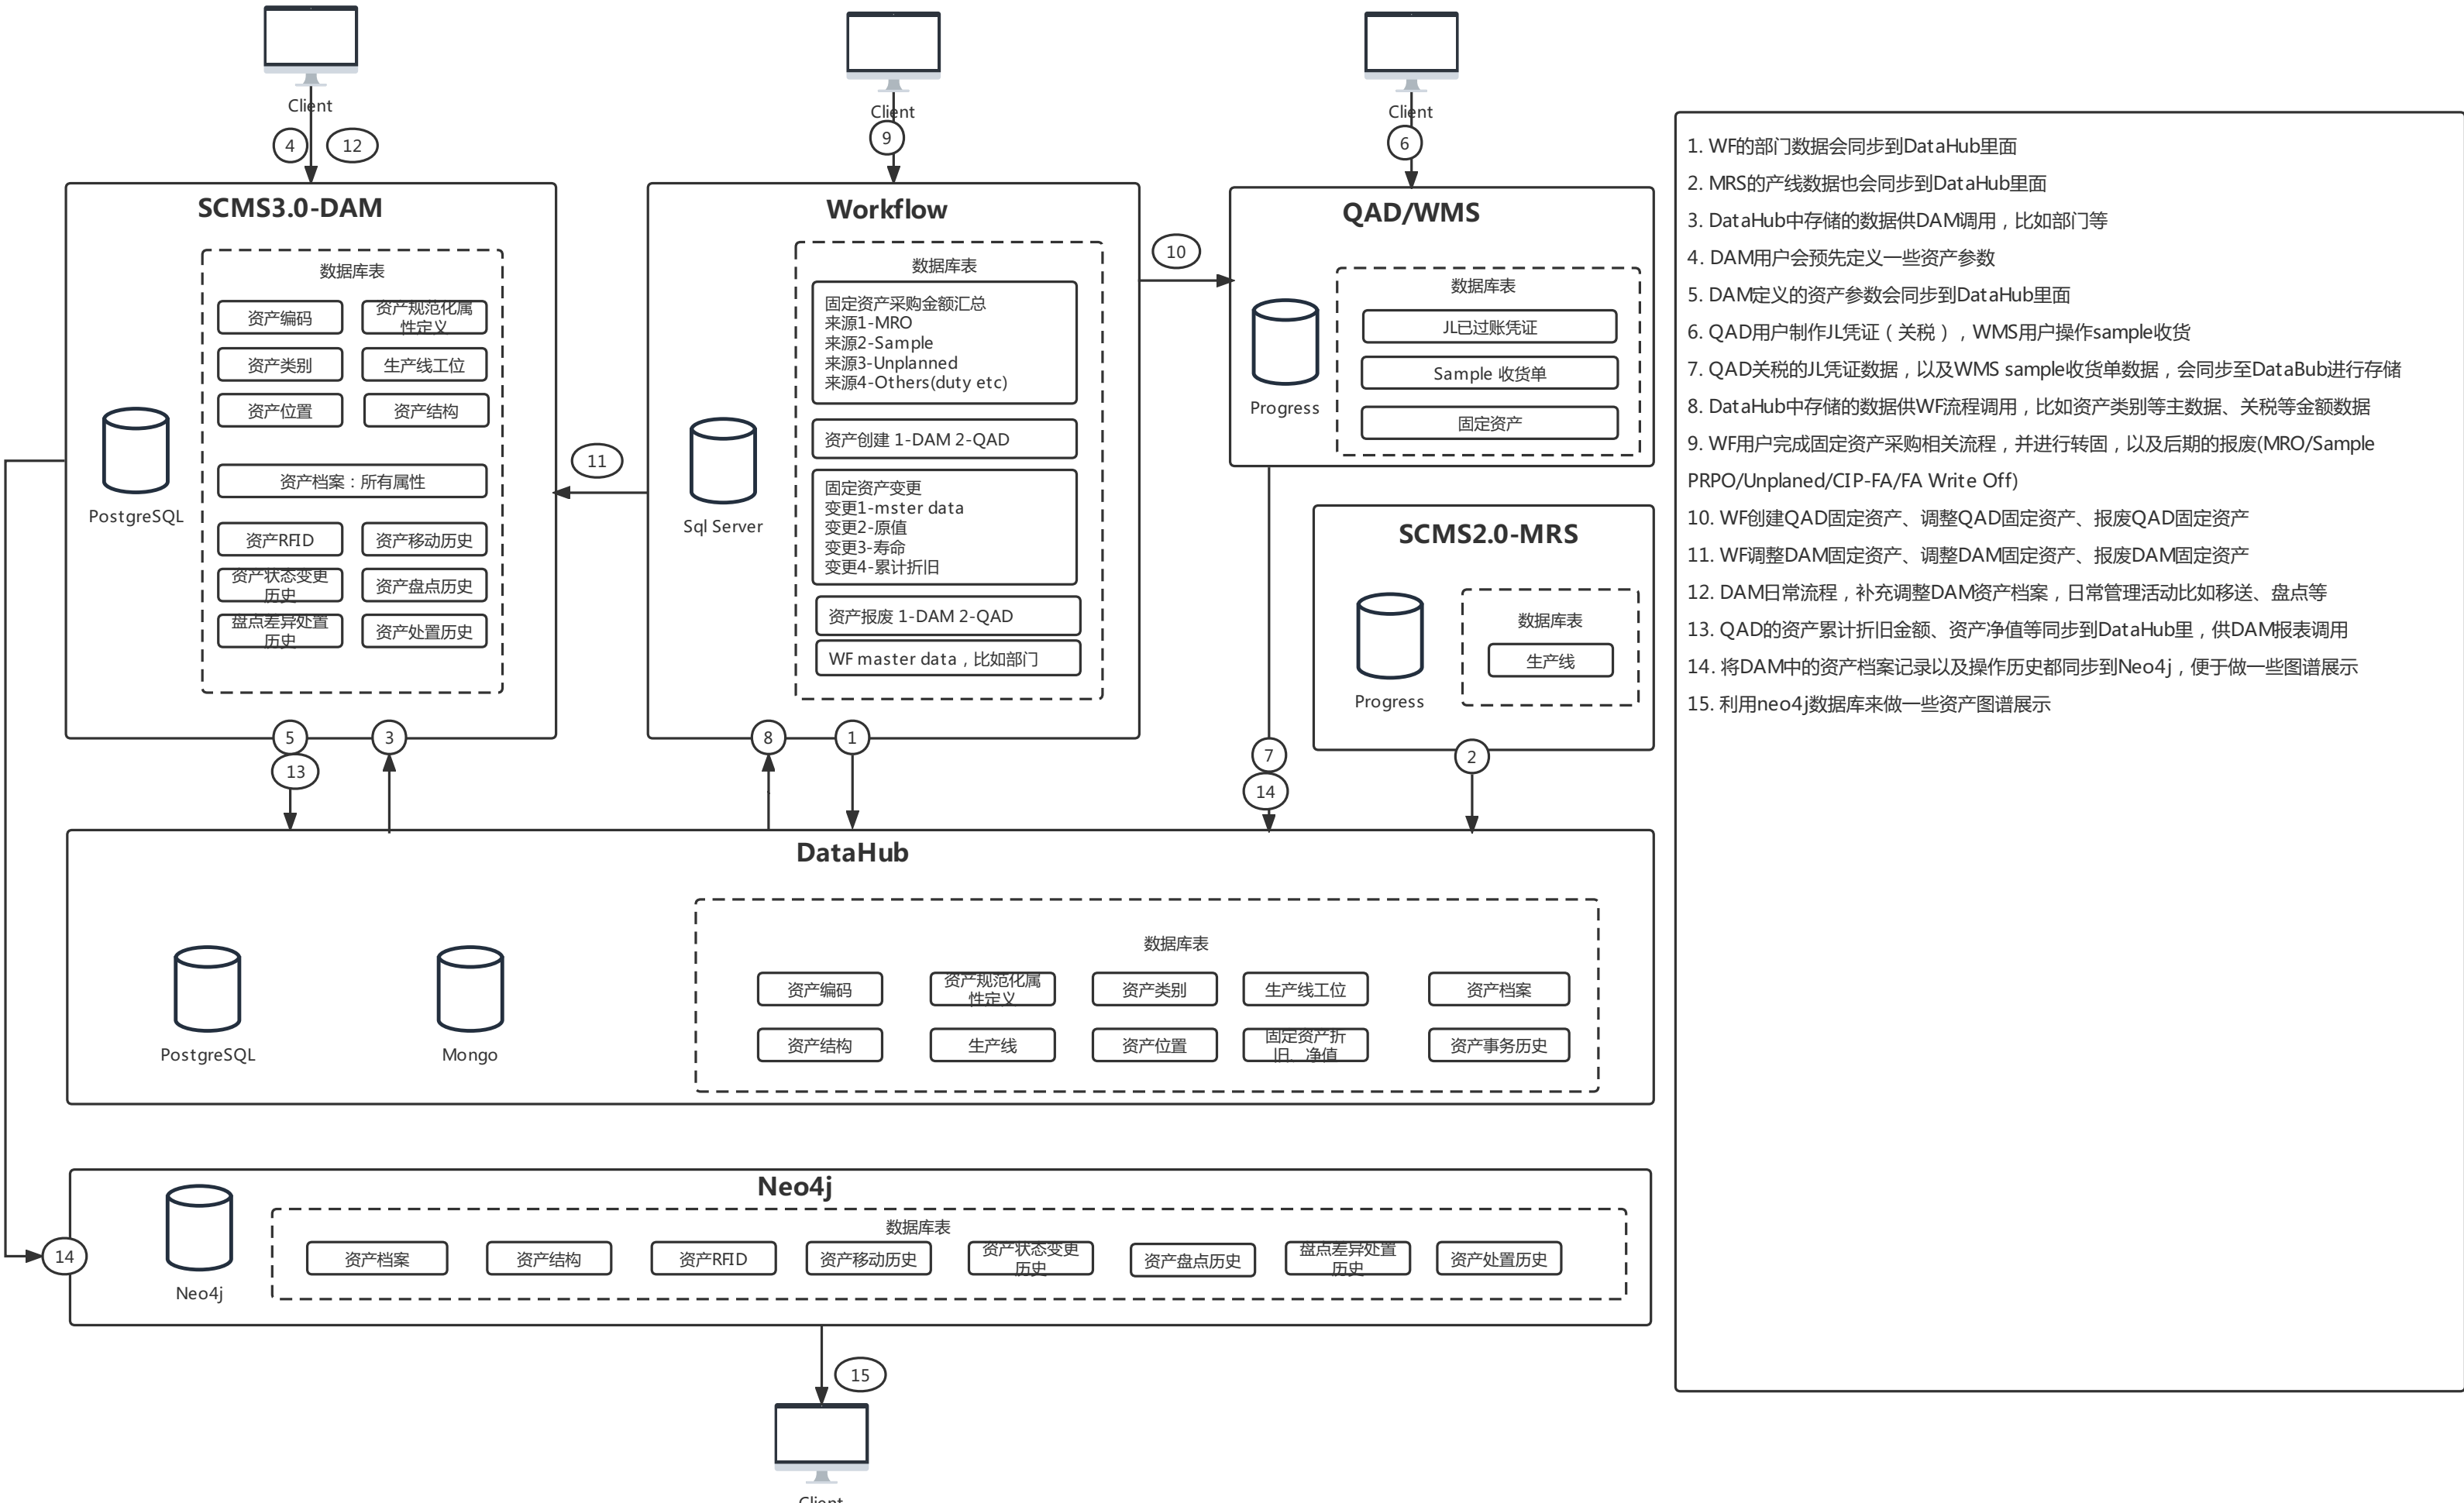 Client
Client
Client
4
12
9
6
SCMS3.0-DAM
数据库表
资产编码
资产规范化属
性定义
资产类别
生产线工位
资产位置
资产结构
资产档案：所有属性
资产RFID
资产移动历史
资产状态变更
历史
资产盘点历史
盘点差异处置
历史
资产处置历史
PostgreSQL
11
Workflow
数据库表
固定资产采购金额汇总
来源1-MRO
来源2-Sample
来源3-Unplanned
来源4-Others(duty etc)
资产创建 1-DAM 2-QAD
固定资产变更
变更1-mster data
变更2-原值
变更3-寿命
变更4-累计折旧
资产报废 1-DAM 2-QAD
WF master data，比如部门
Sql Server
10
QAD/WMS
数据库表
JL已过账凭证
Sample 收货单
固定资产
Progress
SCMS2.0-MRS
数据库表
生产线
Progress
5
13
3
8
1
7
14
2
DataHub
数据库表
资产编码
资产规范化属
性定义
资产类别
生产线工位
资产档案
资产结构
生产线
资产位置
固定资产折
旧、净值
资产事务历史
PostgreSQL
Mongo
Neo4j
数据库表
资产档案
资产结构
资产RFID
资产移动历史
资产状态变更
历史
资产盘点历史
盘点差异处置
历史
资产处置历史
14
Neo4j
15
Client
1. WF的部门数据会同步到DataHub里面
2. MRS的产线数据也会同步到DataHub里面
3. DataHub中存储的数据供DAM调用，比如部门等
4. DAM用户会预先定义一些资产参数
5. DAM定义的资产参数会同步到DataHub里面
6. QAD用户制作JL凭证（关税），WMS用户操作sample收货
7. QAD关税的JL凭证数据，以及WMS sample收货单数据，会同步至DataBub进行存储
8. DataHub中存储的数据供WF流程调用，比如资产类别等主数据、关税等金额数据
9. WF用户完成固定资产采购相关流程，并进行转固，以及后期的报废(MRO/Sample
PRPO/Unplaned/CIP-FA/FA Write Off)
10. WF创建QAD固定资产、调整QAD固定资产、报废QAD固定资产
11. WF调整DAM固定资产、调整DAM固定资产、报废DAM固定资产
12. DAM日常流程，补充调整DAM资产档案，日常管理活动比如移送、盘点等
13. QAD的资产累计折旧金额、资产净值等同步到DataHub里，供DAM报表调用
14. 将DAM中的资产档案记录以及操作历史都同步到Neo4j，便于做一些图谱展示
15. 利用neo4j数据库来做一些资产图谱展示